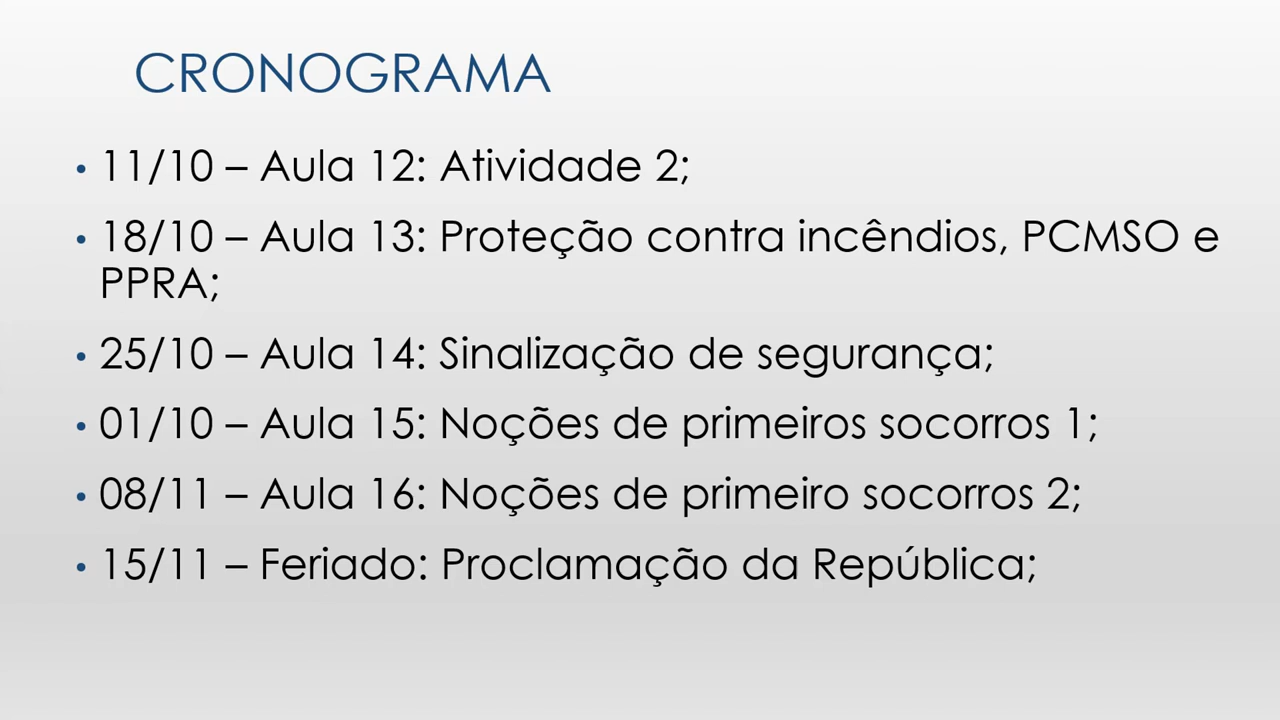 CRONOGRAMA
• 11/10 – Aula 12: Atividade 2;
• 18/10 – Aula 13: Proteção contra incêndios, PCMSO e
PPRA;
• 25/10 – Aula 14: Sinalização de segurança;
• 01/10 – Aula 15: Noções de primeiros socorros 1;
• 08/11 – Aula 16: Noções de primeiro socorros 2;
• 15/11 – Feriado: Proclamação da República;